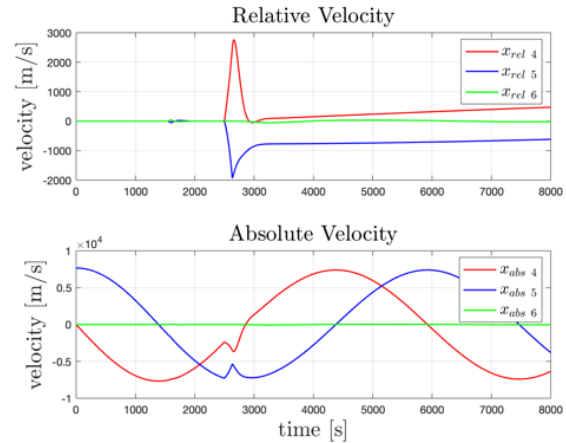 Relative Velocity
velocity [m/s]
3000
2000
1000
0
-1000
-2000
0 1000 2000 3000 4000 5000 6000 7000 8000
x_rel 4
x_rel 5
x_rel 6
Absolute Velocity
×10^4
velocity [m/s]
1
0.5
0
-0.5
-1
0 1000 2000 3000 4000 5000 6000 7000 8000
x_abs 4
x_abs 5
x_abs 6
time [s]